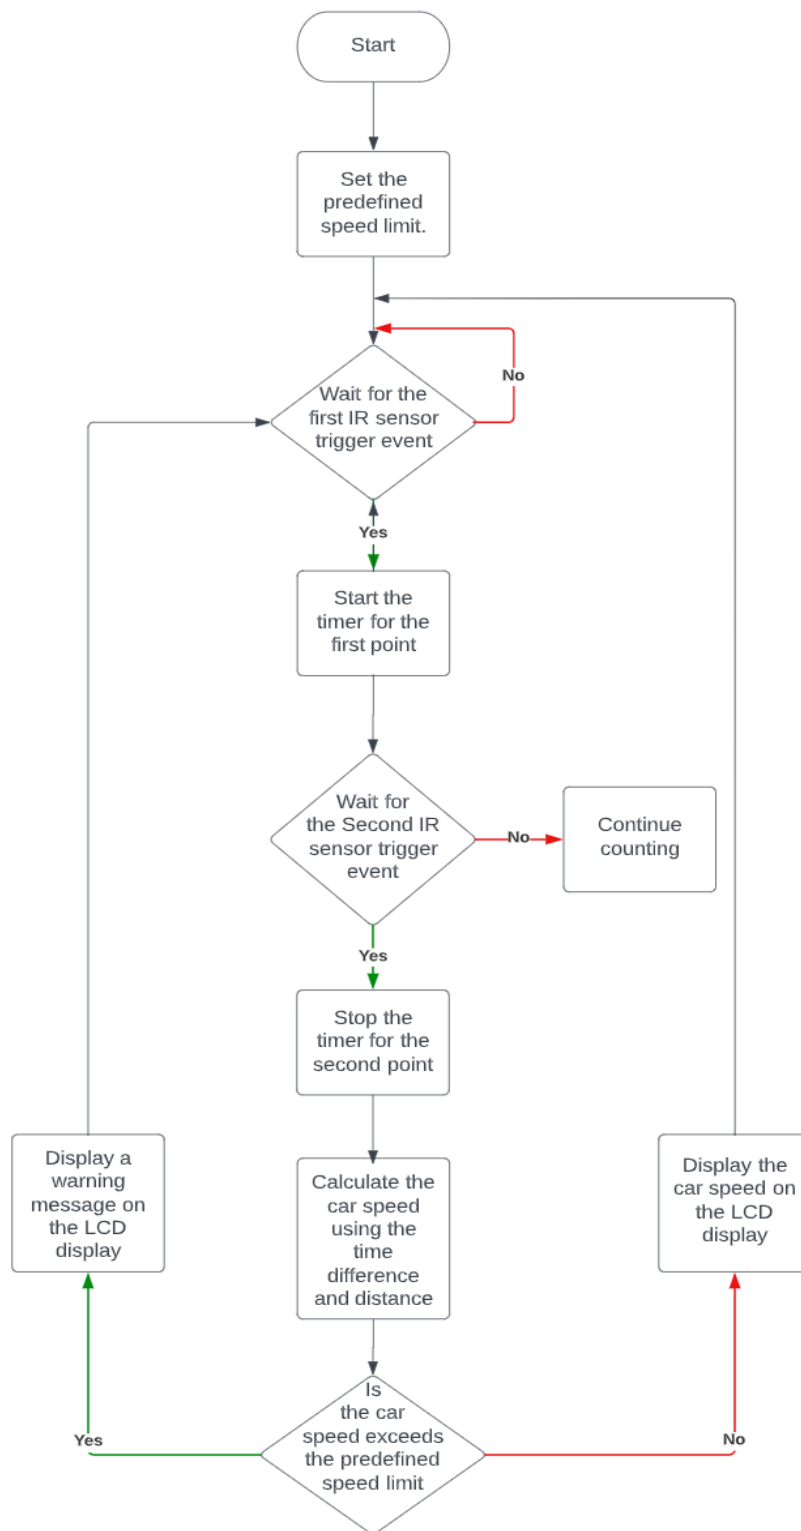 Start
Set the
predefined
speed limit.
No
Wait for the
first IR sensor
trigger event
Yes
Start the
timer for the
first point
Wait for
the Second IR
sensor trigger
event
No
Continue
counting
Yes
Stop the
timer for the
second point
Display a
warning
message on
the LCD
display
Calculate the
car speed
using the
time
difference
and distance
Display the
car speed on
the LCD
display
Is
the car
speed exceeds
the predefined
speed limit
Yes
No